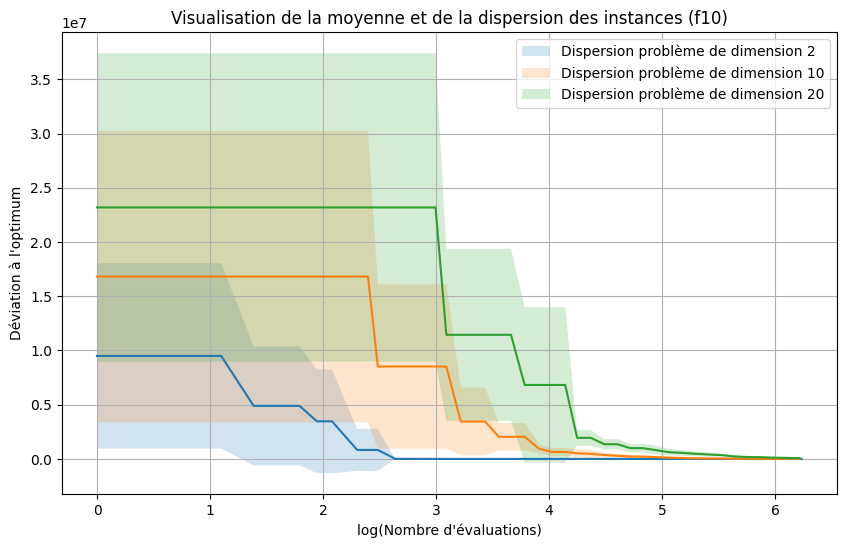 Visualisation de la moyenne et de la dispersion des instances (f10)
1e7
Dispersion problème de dimension 2
Dispersion problème de dimension 10
Dispersion problème de dimension 20
3.5
3.0
2.5
2.0
1.5
1.0
0.5
0.0
Déviation à l'optimum
0 1 2 3 4 5 6
log(Nombre d'évaluations)